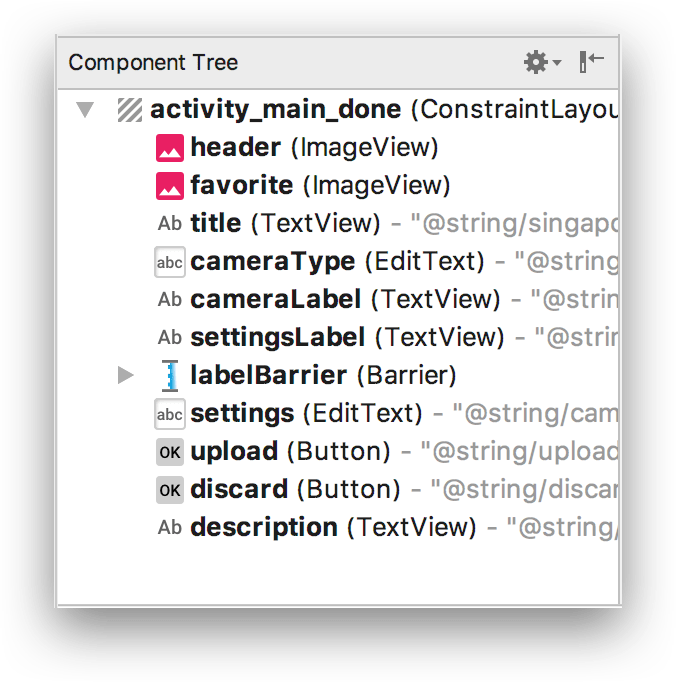 Component Tree
activity_main_done (ConstraintLayou
header (ImageView)
favorite (ImageView)
Ab title (TextView) - "@string/singapo
abc cameraType (EditText) - "@string
Ab cameraLabel (TextView) - "@strin
Ab settingsLabel (TextView) - "@strin
labelBarrier (Barrier)
abc settings (EditText) - "@string/cam
OK upload (Button) - "@string/upload
OK discard (Button) - "@string/discar
Ab description (TextView) - "@string/